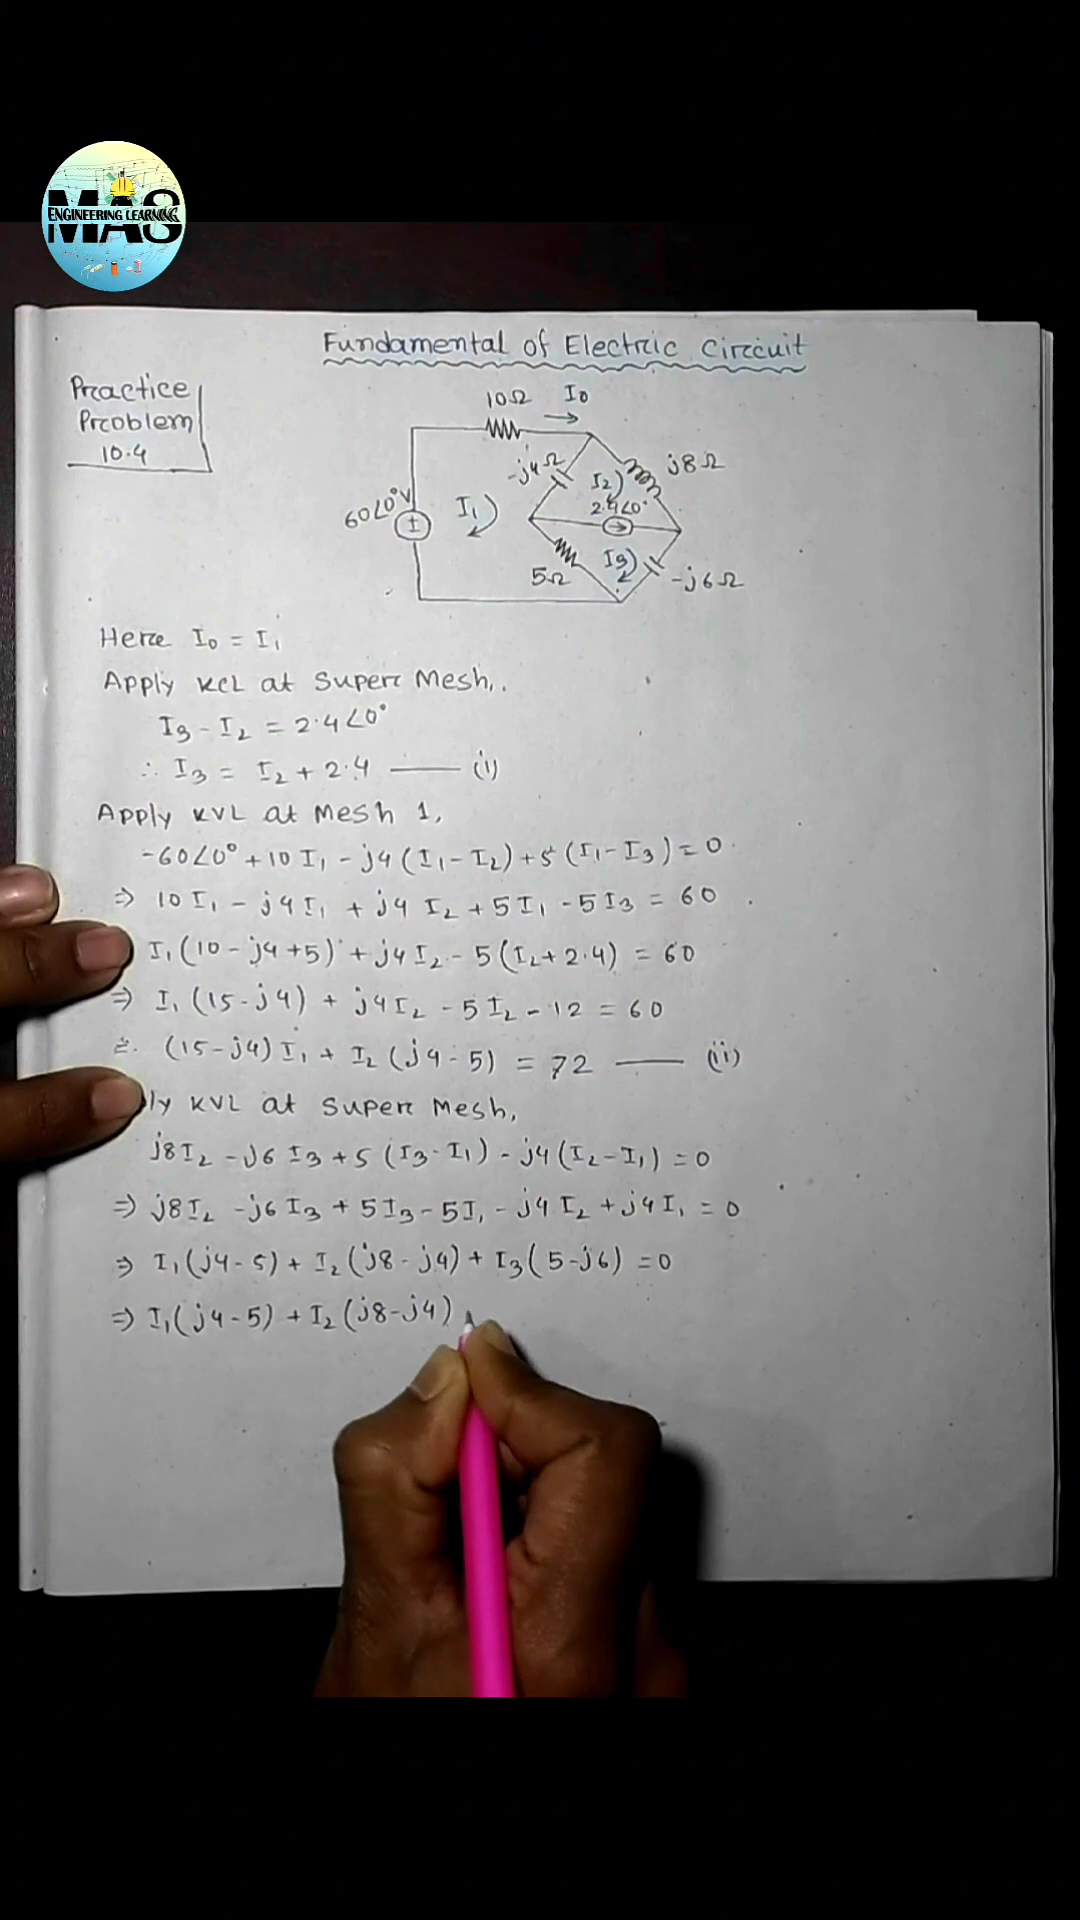 MAS
ENGINEERING LEARNING
Fundamental of Electric Circuit
Practice
Problem
10.4
10Ω I₀
-j4Ω j8Ω
I₂
60∠0°V I₁ 2.4∠0°
5Ω I₃ -j6Ω
Here I₀ = I₁
Apply KCL at Super Mesh,.
I₃ - I₂ = 2.4∠0°
∴ I₃ = I₂ + 2.4 —— (i)
Apply KVL at Mesh 1,
-60∠0° + 10 I₁ - j4 (I₁ - I₂) + 5 (I₁ - I₃) = 0
⇒ 10 I₁ - j4 I₁ + j4 I₂ + 5 I₁ - 5 I₃ = 60
I₁ (10 - j4 + 5) + j4 I₂ - 5 (I₂ + 2.4) = 60
⇒ I₁ (15 - j4) + j4 I₂ - 5 I₂ - 12 = 60
∴ (15 - j4) I₁ + I₂ (j4 - 5) = 72 —— (ii)
ly KVL at Super Mesh,
j8 I₂ - j6 I₃ + 5 (I₃ - I₁) - j4 (I₂ - I₁) = 0
⇒ j8 I₂ - j6 I₃ + 5 I₃ - 5 I₁ - j4 I₂ + j4 I₁ = 0
⇒ I₁ (j4 - 5) + I₂ (j8 - j4) + I₃ (5 - j6) = 0
⇒ I₁ (j4 - 5) + I₂ (j8 - j4)